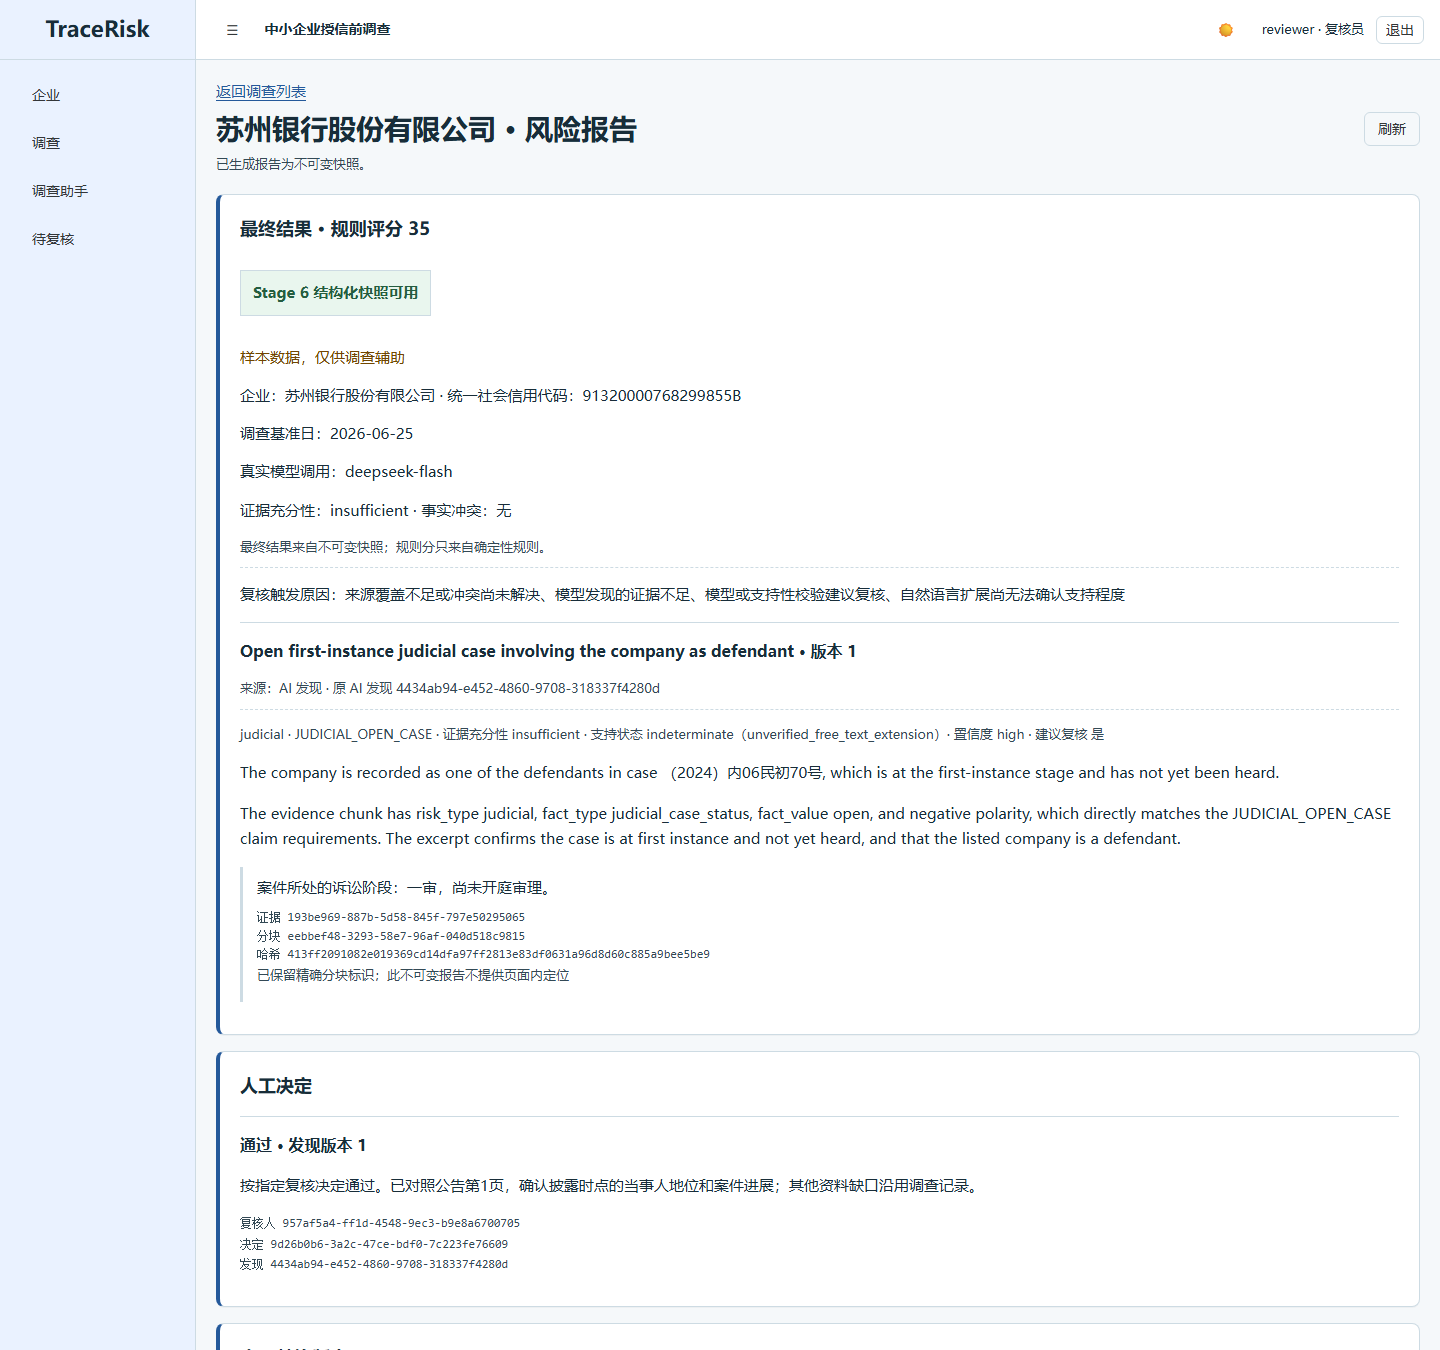 TraceRisk
☰ 中小企业授信前调查
reviewer · 复核员 退出
企业
调查
调查助手
待复核
返回调查列表
苏州银行股份有限公司 • 风险报告
刷新
已生成报告为不可变快照。
最终结果 • 规则评分 35
Stage 6 结构化快照可用
样本数据，仅供调查辅助
企业：苏州银行股份有限公司 · 统一社会信用代码：91320000768299855B
调查基准日：2026-06-25
真实模型调用：deepseek-flash
证据充分性：insufficient · 事实冲突：无
最终结果来自不可变快照；规则分只来自确定性规则。
复核触发原因：来源覆盖不足或冲突尚未解决、模型发现的证据不足、模型或支持性校验建议复核、自然语言扩展尚无法确认支持程度
Open first-instance judicial case involving the company as defendant • 版本 1
来源：AI 发现 · 原 AI 发现 4434ab94-e452-4860-9708-318337f4280d
judicial · JUDICIAL_OPEN_CASE · 证据充分性 insufficient · 支持状态 indeterminate（unverified_free_text_extension）· 置信度 high · 建议复核 是
The company is recorded as one of the defendants in case （2024）内06民初70号, which is at the first-instance stage and has not yet been heard.
The evidence chunk has risk_type judicial, fact_type judicial_case_status, fact_value open, and negative polarity, which directly matches the JUDICIAL_OPEN_CASE
claim requirements. The excerpt confirms the case is at first instance and not yet heard, and that the listed company is a defendant.
案件所处的诉讼阶段：一审，尚未开庭审理。
证据 193be969-887b-5d58-845f-797e50295065
分块 eebbef48-3293-58e7-96af-040d518c9815
哈希 413ff2091082e019369cd14dfa97ff2813e83df0631a96d8d60c885a9bee5be9
已保留精确分块标识；此不可变报告不提供页面内定位
人工决定
通过 • 发现版本 1
按指定复核决定通过。已对照公告第1页，确认披露时点的当事人地位和案件进展；其他资料缺口沿用调查记录。
复核人 957af5a4-ff1d-4548-9ec3-b9e8a6700705
决定 9d26b0b6-3a2c-47ce-bdf0-7c223fe76609
发现 4434ab94-e452-4860-9708-318337f4280d